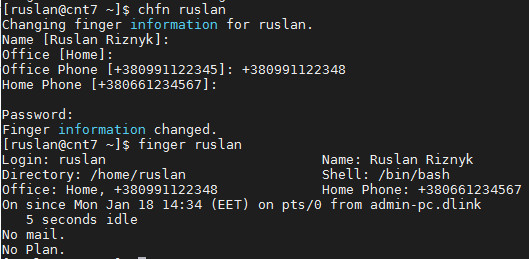 [ruslan@cnt7 ~]$ chfn ruslan
Changing finger information for ruslan.
Name [Ruslan Riznyk]:
Office [Home]:
Office Phone [+380991122345]: +380991122348
Home Phone [+380661234567]:
Password:
Finger information changed.
[ruslan@cnt7 ~]$ finger ruslan
Login: ruslan Name: Ruslan Riznyk
Directory: /home/ruslan Shell: /bin/bash
Office: Home, +380991122348 Home Phone: +380661234567
On since Mon Jan 18 14:34 (EET) on pts/0 from admin-pc.dlink
5 seconds idle
No mail.
No Plan.